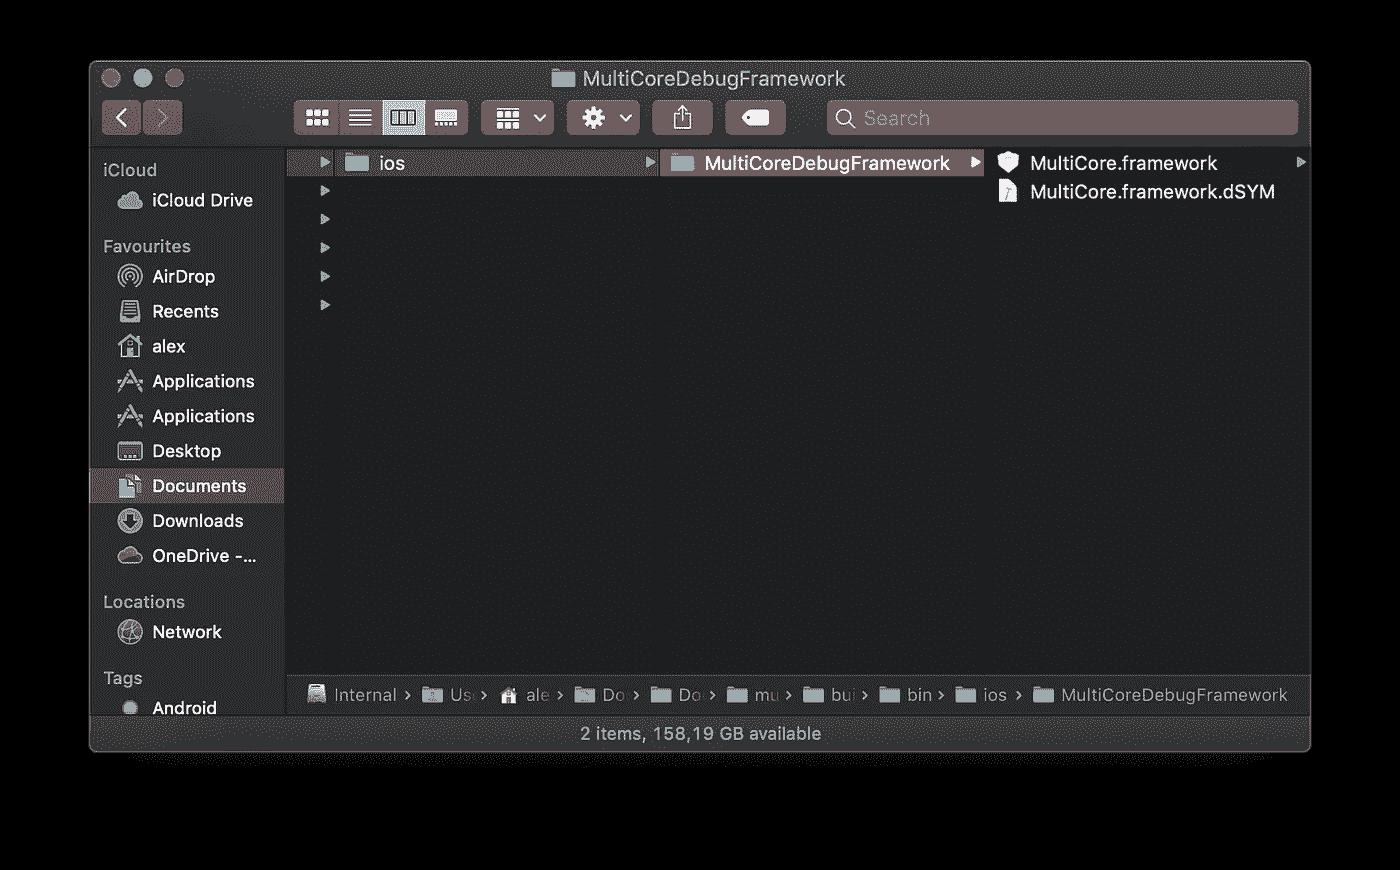 MultiCoreDebugFramework
Search
iCloud
iCloud Drive
Favourites
AirDrop
Recents
alex
Applications
Applications
Desktop
Documents
Downloads
OneDrive -...
Locations
Network
Tags
Android
ios
MultiCoreDebugFramework
MultiCore.framework
MultiCore.framework.dSYM
Internal › Us › ale › Do › Do › mu › bui › bin › ios › MultiCoreDebugFramework
2 items, 158,19 GB available